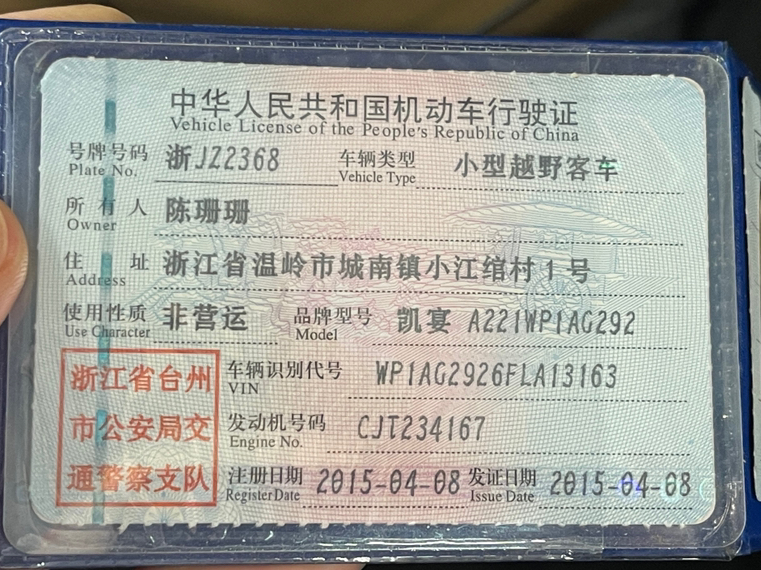 中华人民共和国机动车行驶证
Vehicle License of the People's Republic of China
号牌号码 浙JZ2368 车辆类型 小型越野客车
Plate No. Vehicle Type
所有人 陈珊珊
Owner
住址 浙江省温岭市城南镇小江绾村1号
Address
使用性质 非营运 品牌型号 凯宴 A221WP1AG292
Use Character Model
浙江省台州
市公安局交
通警察支队
车辆识别代号 WP1AG2926FLA13163
VIN
发动机号码 CJT234167
Engine No.
注册日期 2015-04-08 发证日期 2015-04-08
Register Date Issue Date